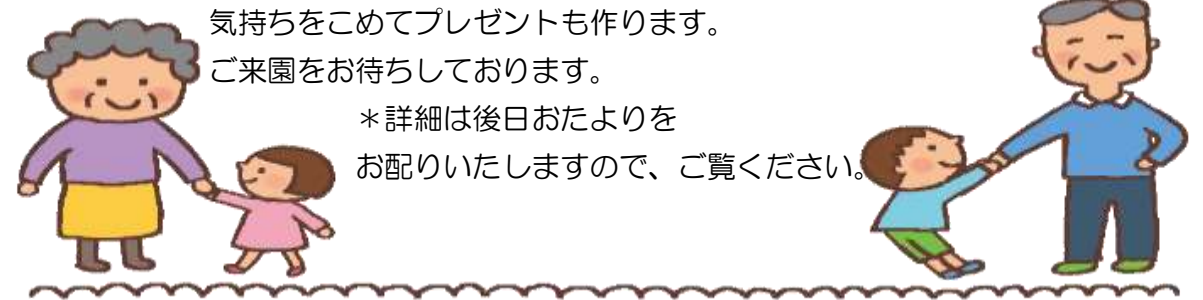 気持ちをこめてプレゼントも作ります。
ご来園をお待ちしております。
＊詳細は後日おたよりを
お配りいたしますので、ご覧ください。